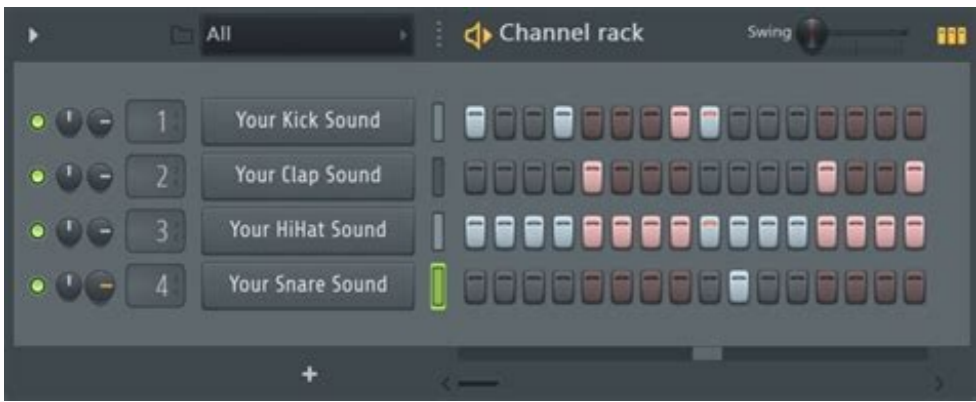 All
Channel rack
Swing
1 Your Kick Sound
2 Your Clap Sound
3 Your HiHat Sound
4 Your Snare Sound